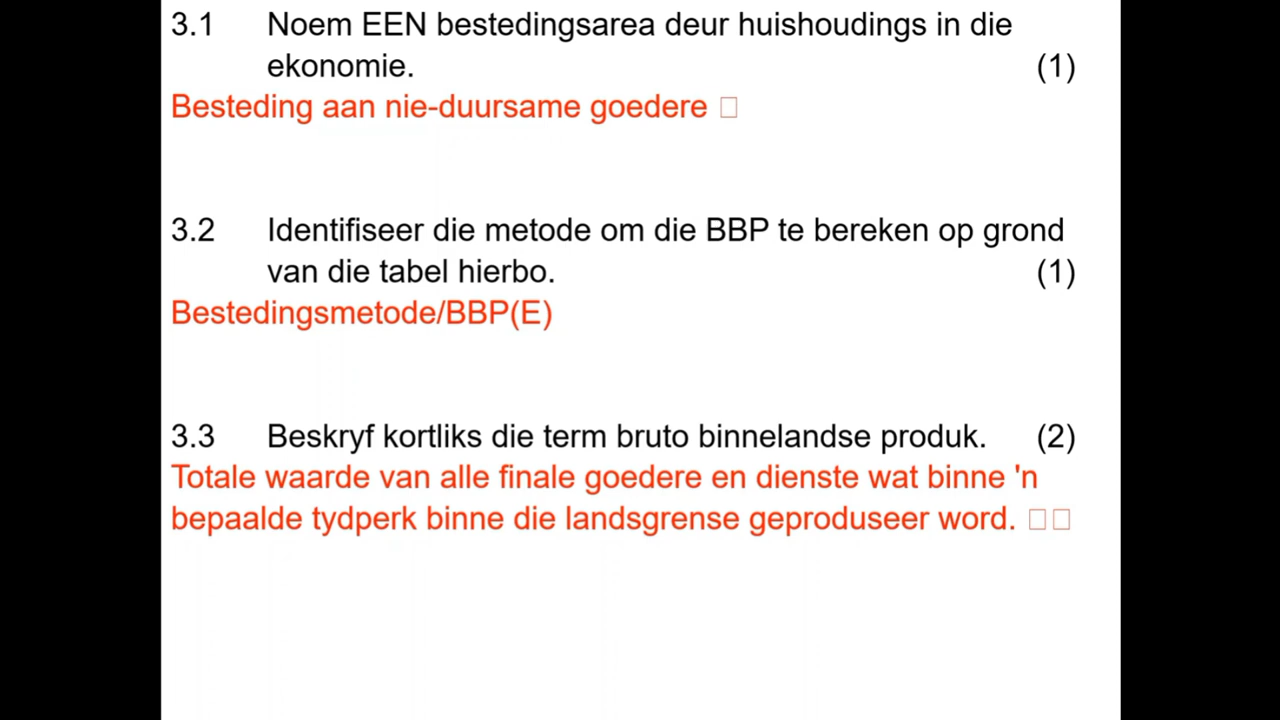 3.1 Noem EEN bestedingsarea deur huishoudings in die
ekonomie. (1)
Besteding aan nie-duursame goedere □
3.2 Identifiseer die metode om die BBP te bereken op grond
van die tabel hierbo. (1)
Bestedingsmetode/BBP(E)
3.3 Beskryf kortliks die term bruto binnelandse produk. (2)
Totale waarde van alle finale goedere en dienste wat binne 'n
bepaalde tydperk binne die landsgrense geproduseer word. □□